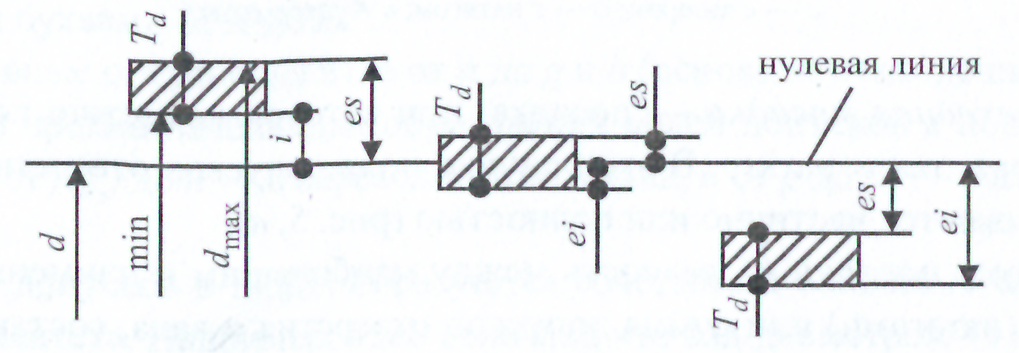 T_d
es
i
d
min
d_max
T_d
es
ei
нулевая линия
es
ei
T_d